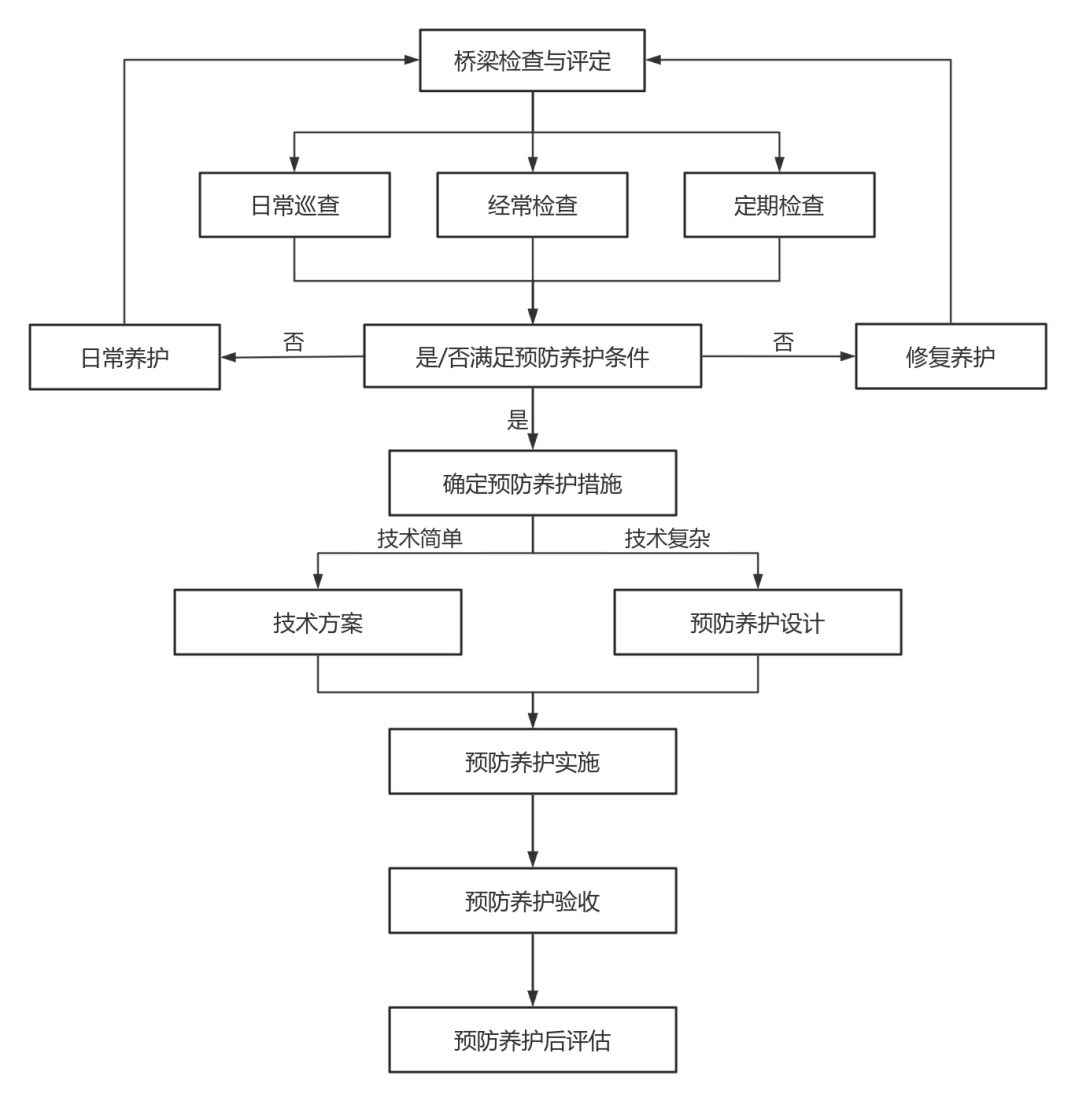 桥梁检查与评定
日常巡查
经常检查
定期检查
日常养护
否
是/否满足预防养护条件
否
修复养护
是
确定预防养护措施
技术简单
技术复杂
技术方案
预防养护设计
预防养护实施
预防养护验收
预防养护后评估